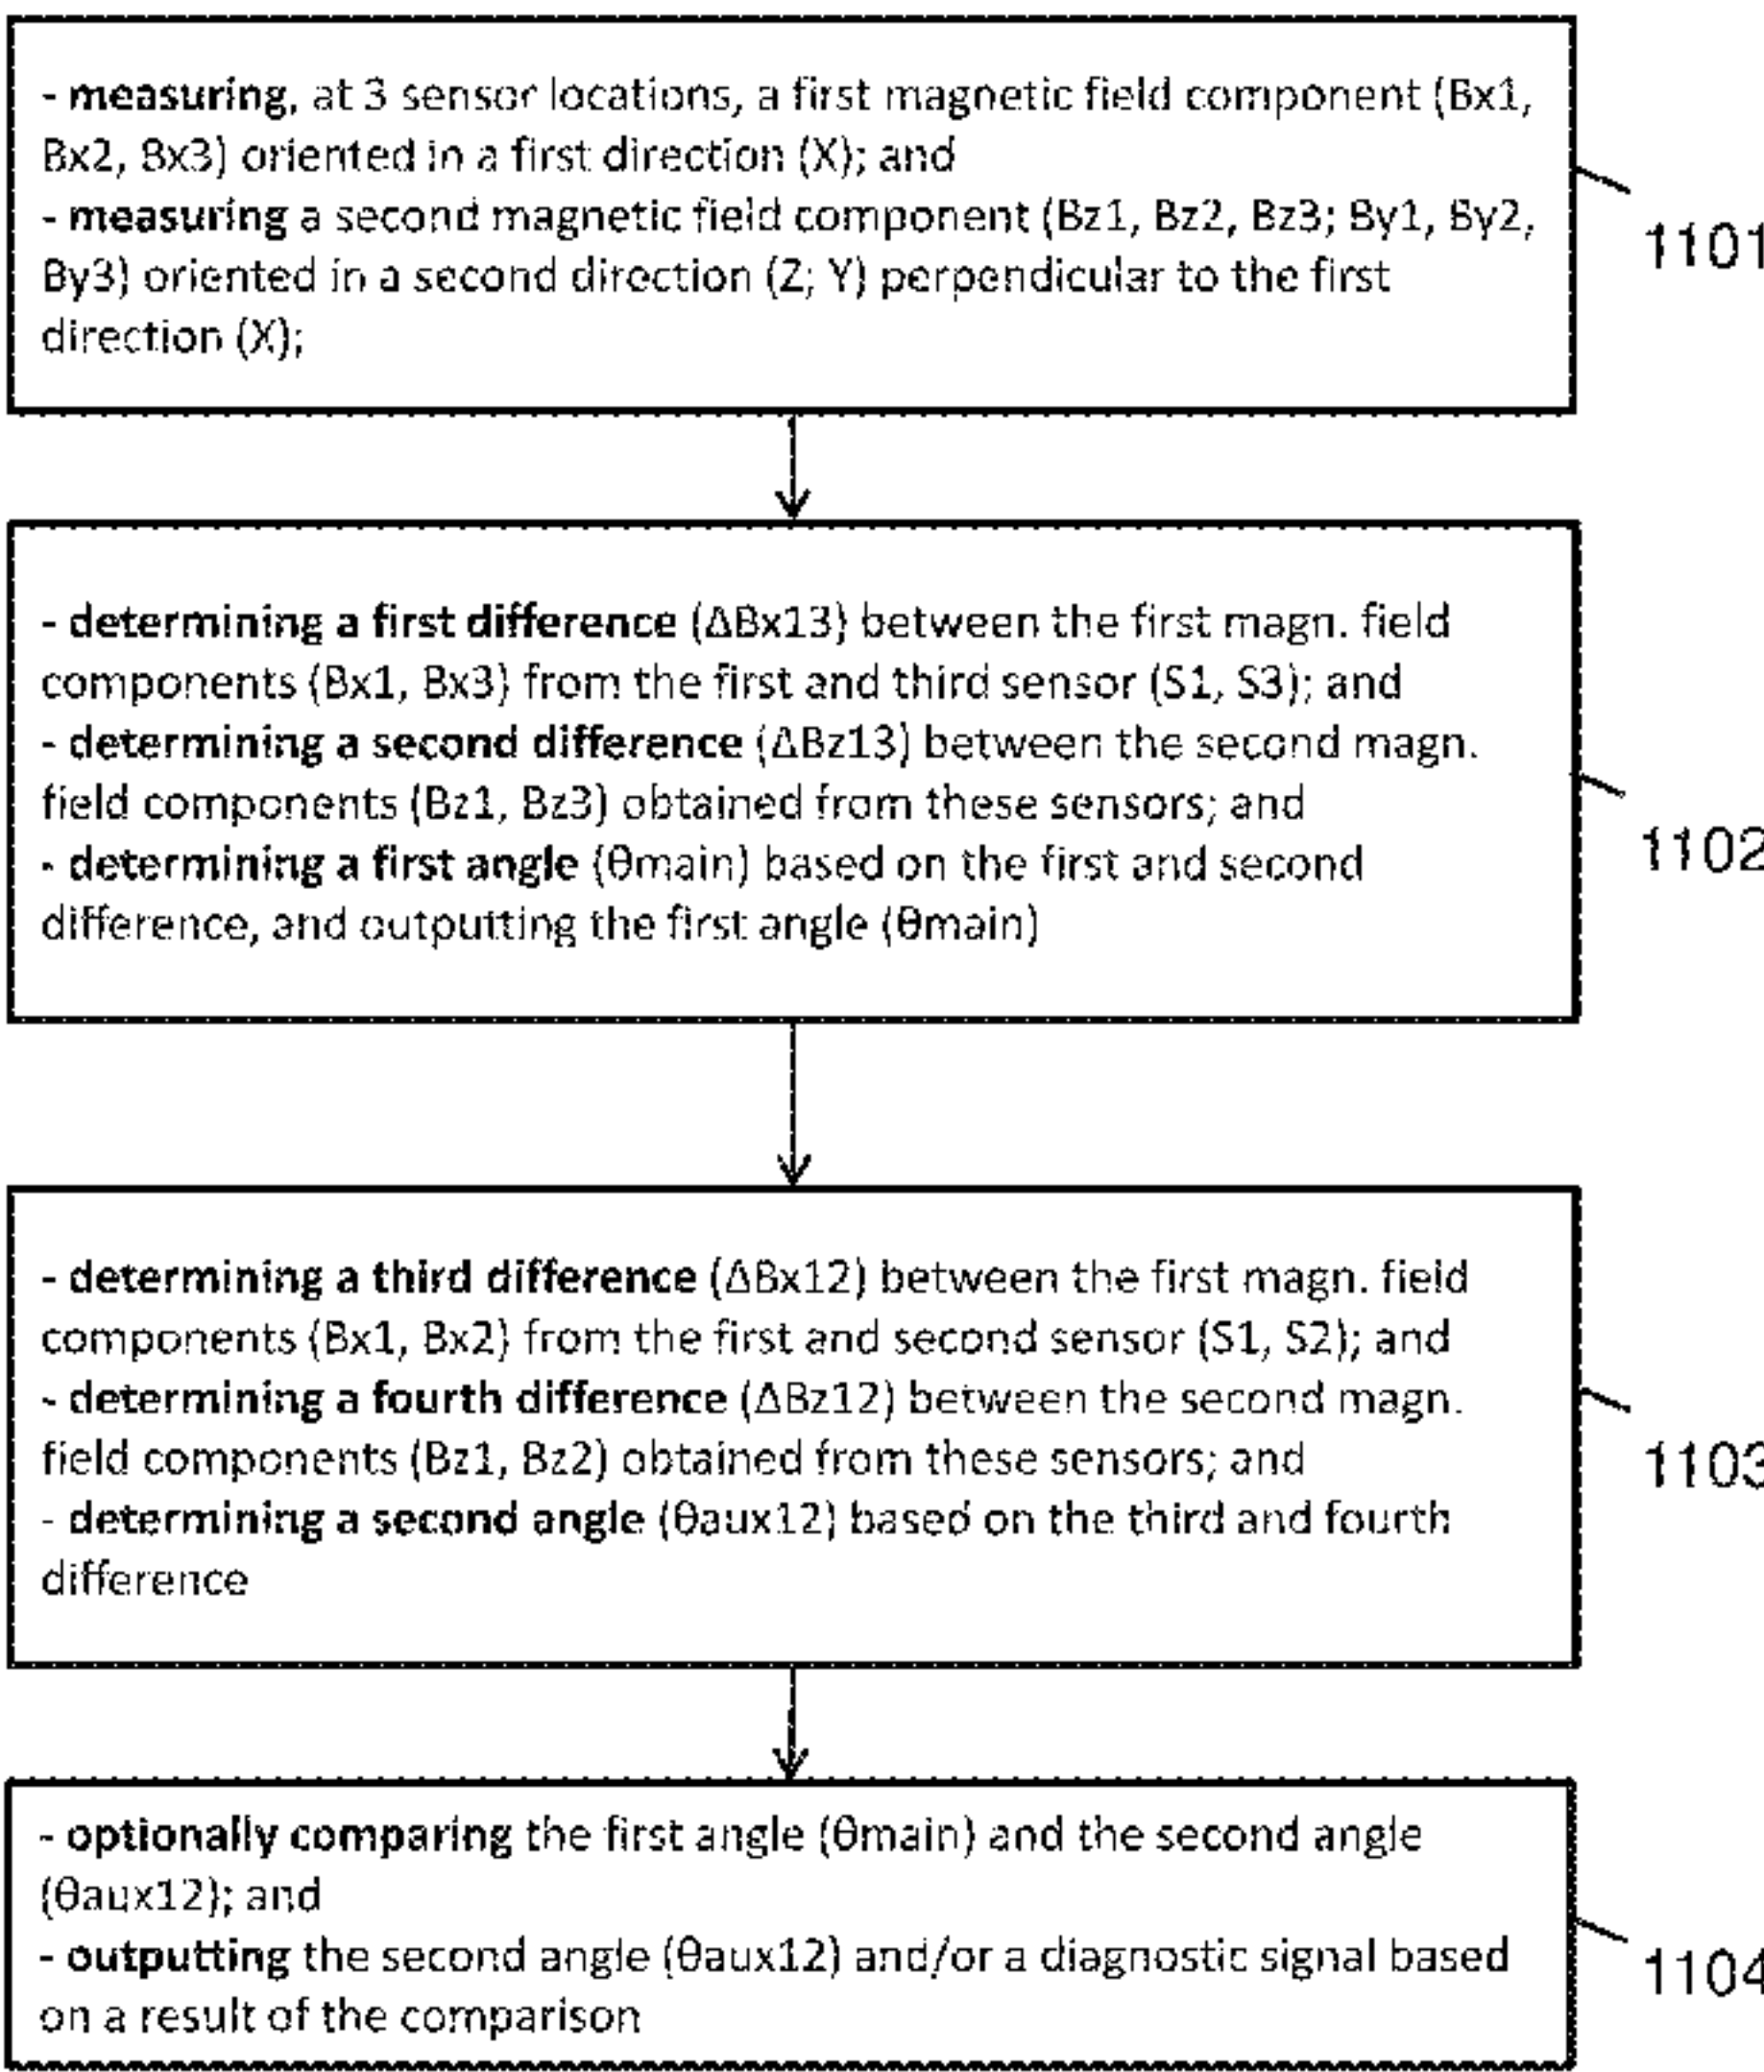 - measuring, at 3 sensor locations, a first magnetic field component (Bx1,
Bx2, Bx3) oriented in a first direction (X); and
- measuring a second magnetic field component (Bz1, Bz2, Bz3; By1, By2,
By3) oriented in a second direction (Z; Y) perpendicular to the first
direction (X);
1101
- determining a first difference (ΔBx13) between the first magn. field
components (Bx1, Bx3) from the first and third sensor (S1, S3); and
- determining a second difference (ΔBz13) between the second magn.
field components (Bz1, Bz3) obtained from these sensors; and
- determining a first angle (θmain) based on the first and second
difference, and outputting the first angle (θmain)
1102
- determining a third difference (ΔBx12) between the first magn. field
components (Bx1, Bx2) from the first and second sensor (S1, S2); and
- determining a fourth difference (ΔBz12) between the second magn.
field components (Bz1, Bz2) obtained from these sensors; and
- determining a second angle (θaux12) based on the third and fourth
difference
1103
- optionally comparing the first angle (θmain) and the second angle
(θaux12); and
- outputting the second angle (θaux12) and/or a diagnostic signal based
on a result of the comparison
1104